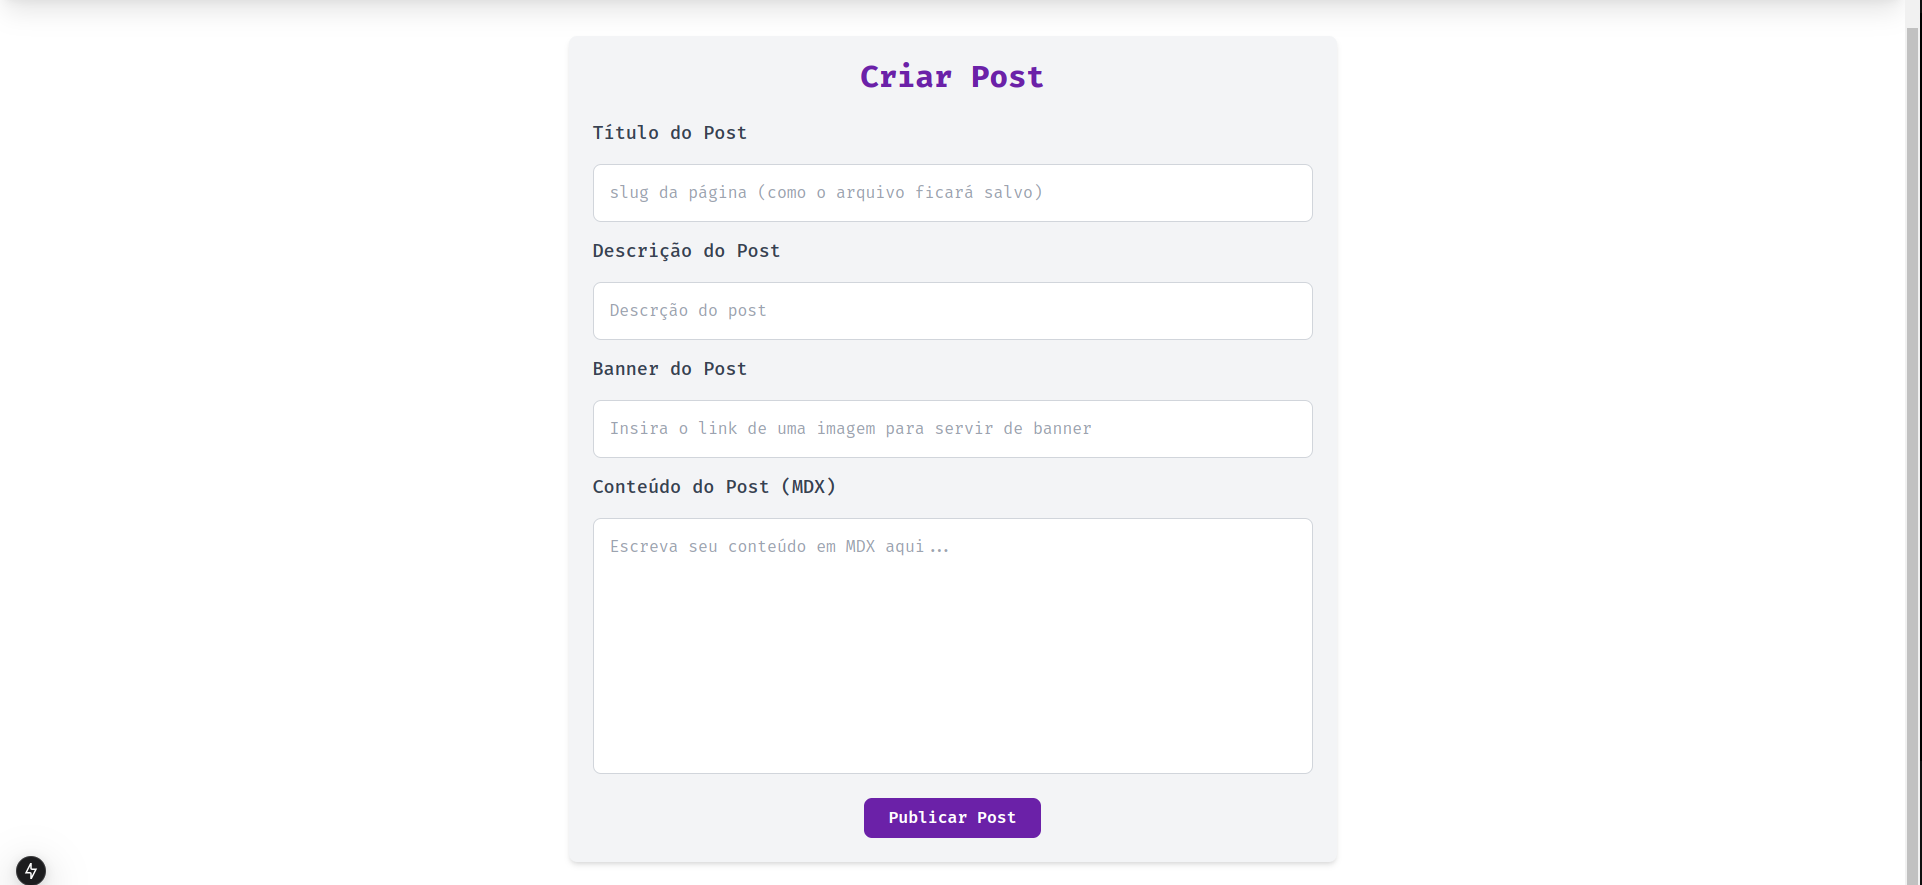 Criar Post
Título do Post
slug da página (como o arquivo ficará salvo)
Descrição do Post
Descrção do post
Banner do Post
Insira o link de uma imagem para servir de banner
Conteúdo do Post (MDX)
Escreva seu conteúdo em MDX aqui...
Publicar Post